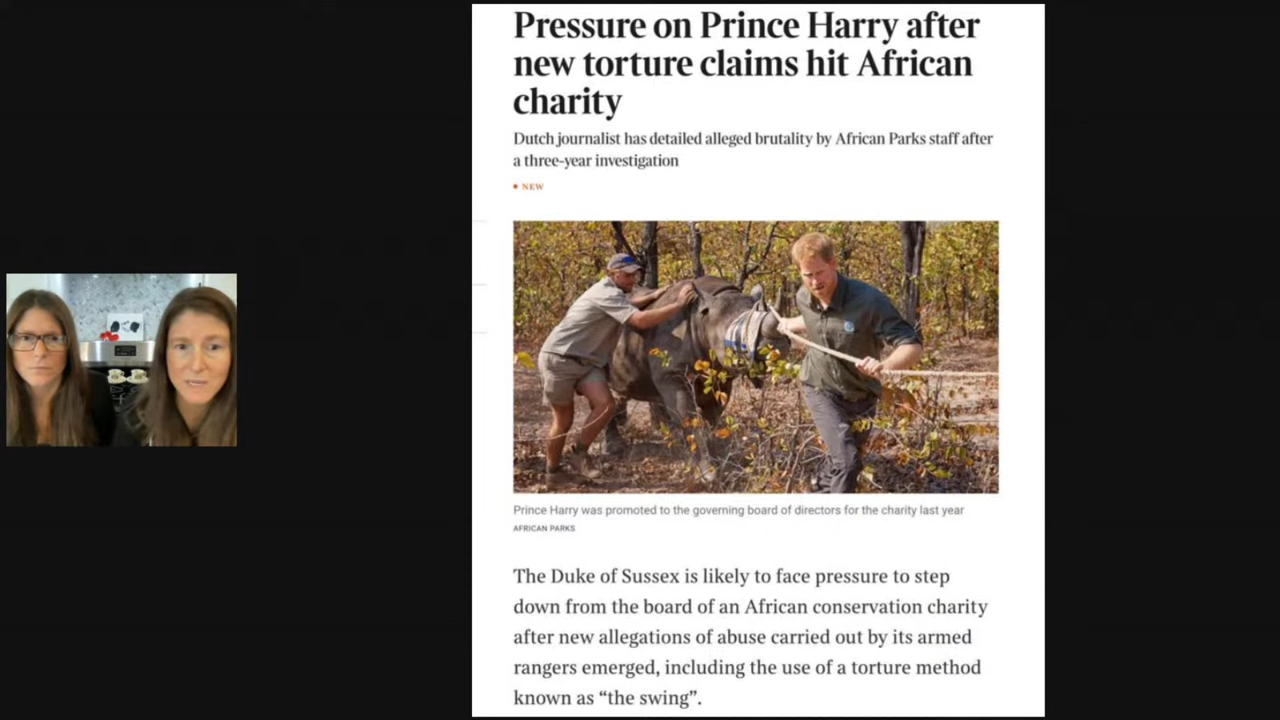 Pressure on Prince Harry after
new torture claims hit African
charity
Dutch journalist has detailed alleged brutality by African Parks staff after
a three-year investigation
NEW
Prince Harry was promoted to the governing board of directors for the charity last year
AFRICAN PARKS
The Duke of Sussex is likely to face pressure to step
down from the board of an African conservation charity
after new allegations of abuse carried out by its armed
rangers emerged, including the use of a torture method
known as “the swing”.